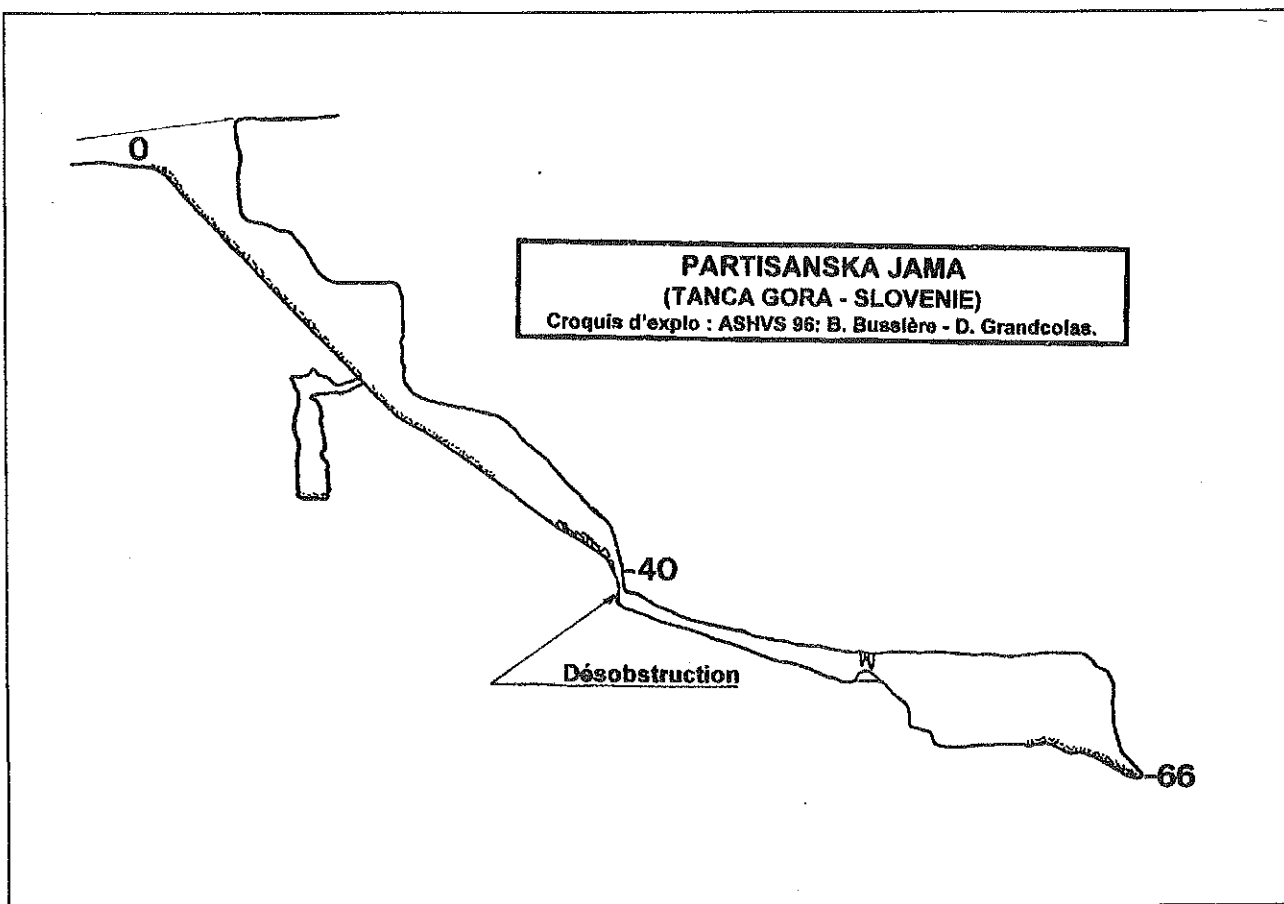 0
PARTISANSKA JAMA
(TANCA GORA - SLOVENIE)
Croquis d'explo : ASHVS 96: B. Bussière - D. Grandcolas.
-40
Désobstruction
-66